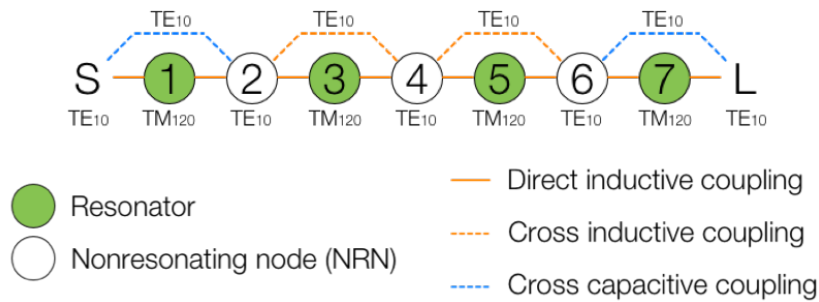 TE10 TE10 TE10 TE10
S 1 2 3 4 5 6 7 L
TE10 TM120 TE10 TM120 TE10 TM120 TE10 TM120 TE10
Resonator
Nonresonating node (NRN)
Direct inductive coupling
Cross inductive coupling
Cross capacitive coupling